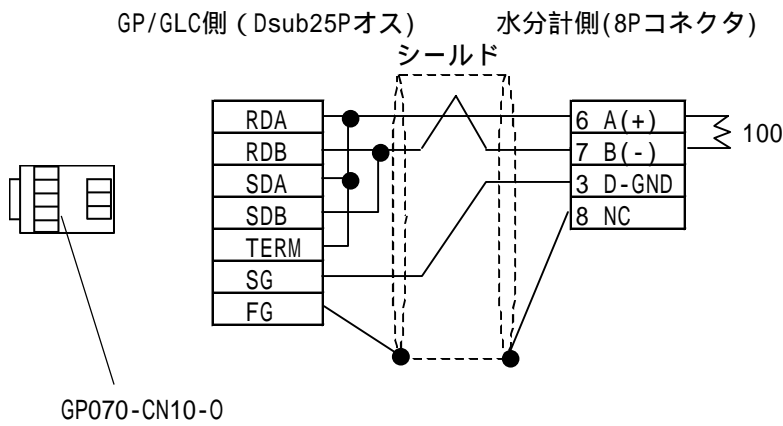 GP/GLC側（Dsub25Pオス）
水分計側(8Pコネクタ)
シールド
RDA
RDB
SDA
SDB
TERM
SG
FG
6 A(+)
7 B(-)
3 D-GND
8 NC
100
GP070-CN10-O